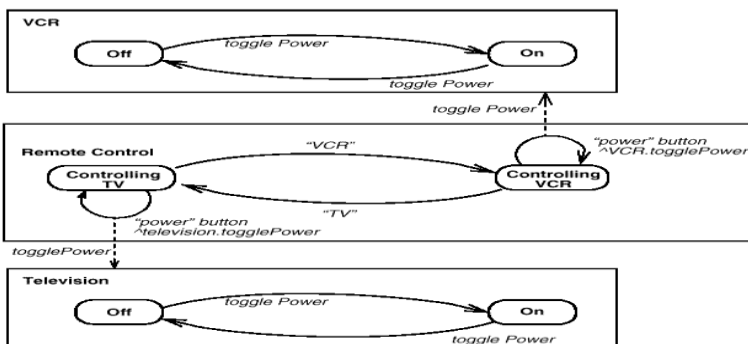 VCR
toggle Power
Off
On
toggle Power
toggle Power
Remote Control
"VCR"
"power" button
^VCR.togglePower
Controlling
TV
Controlling
VCR
"TV"
"power" button
^television.togglePower
togglePower
Television
toggle Power
Off
On
toggle Power